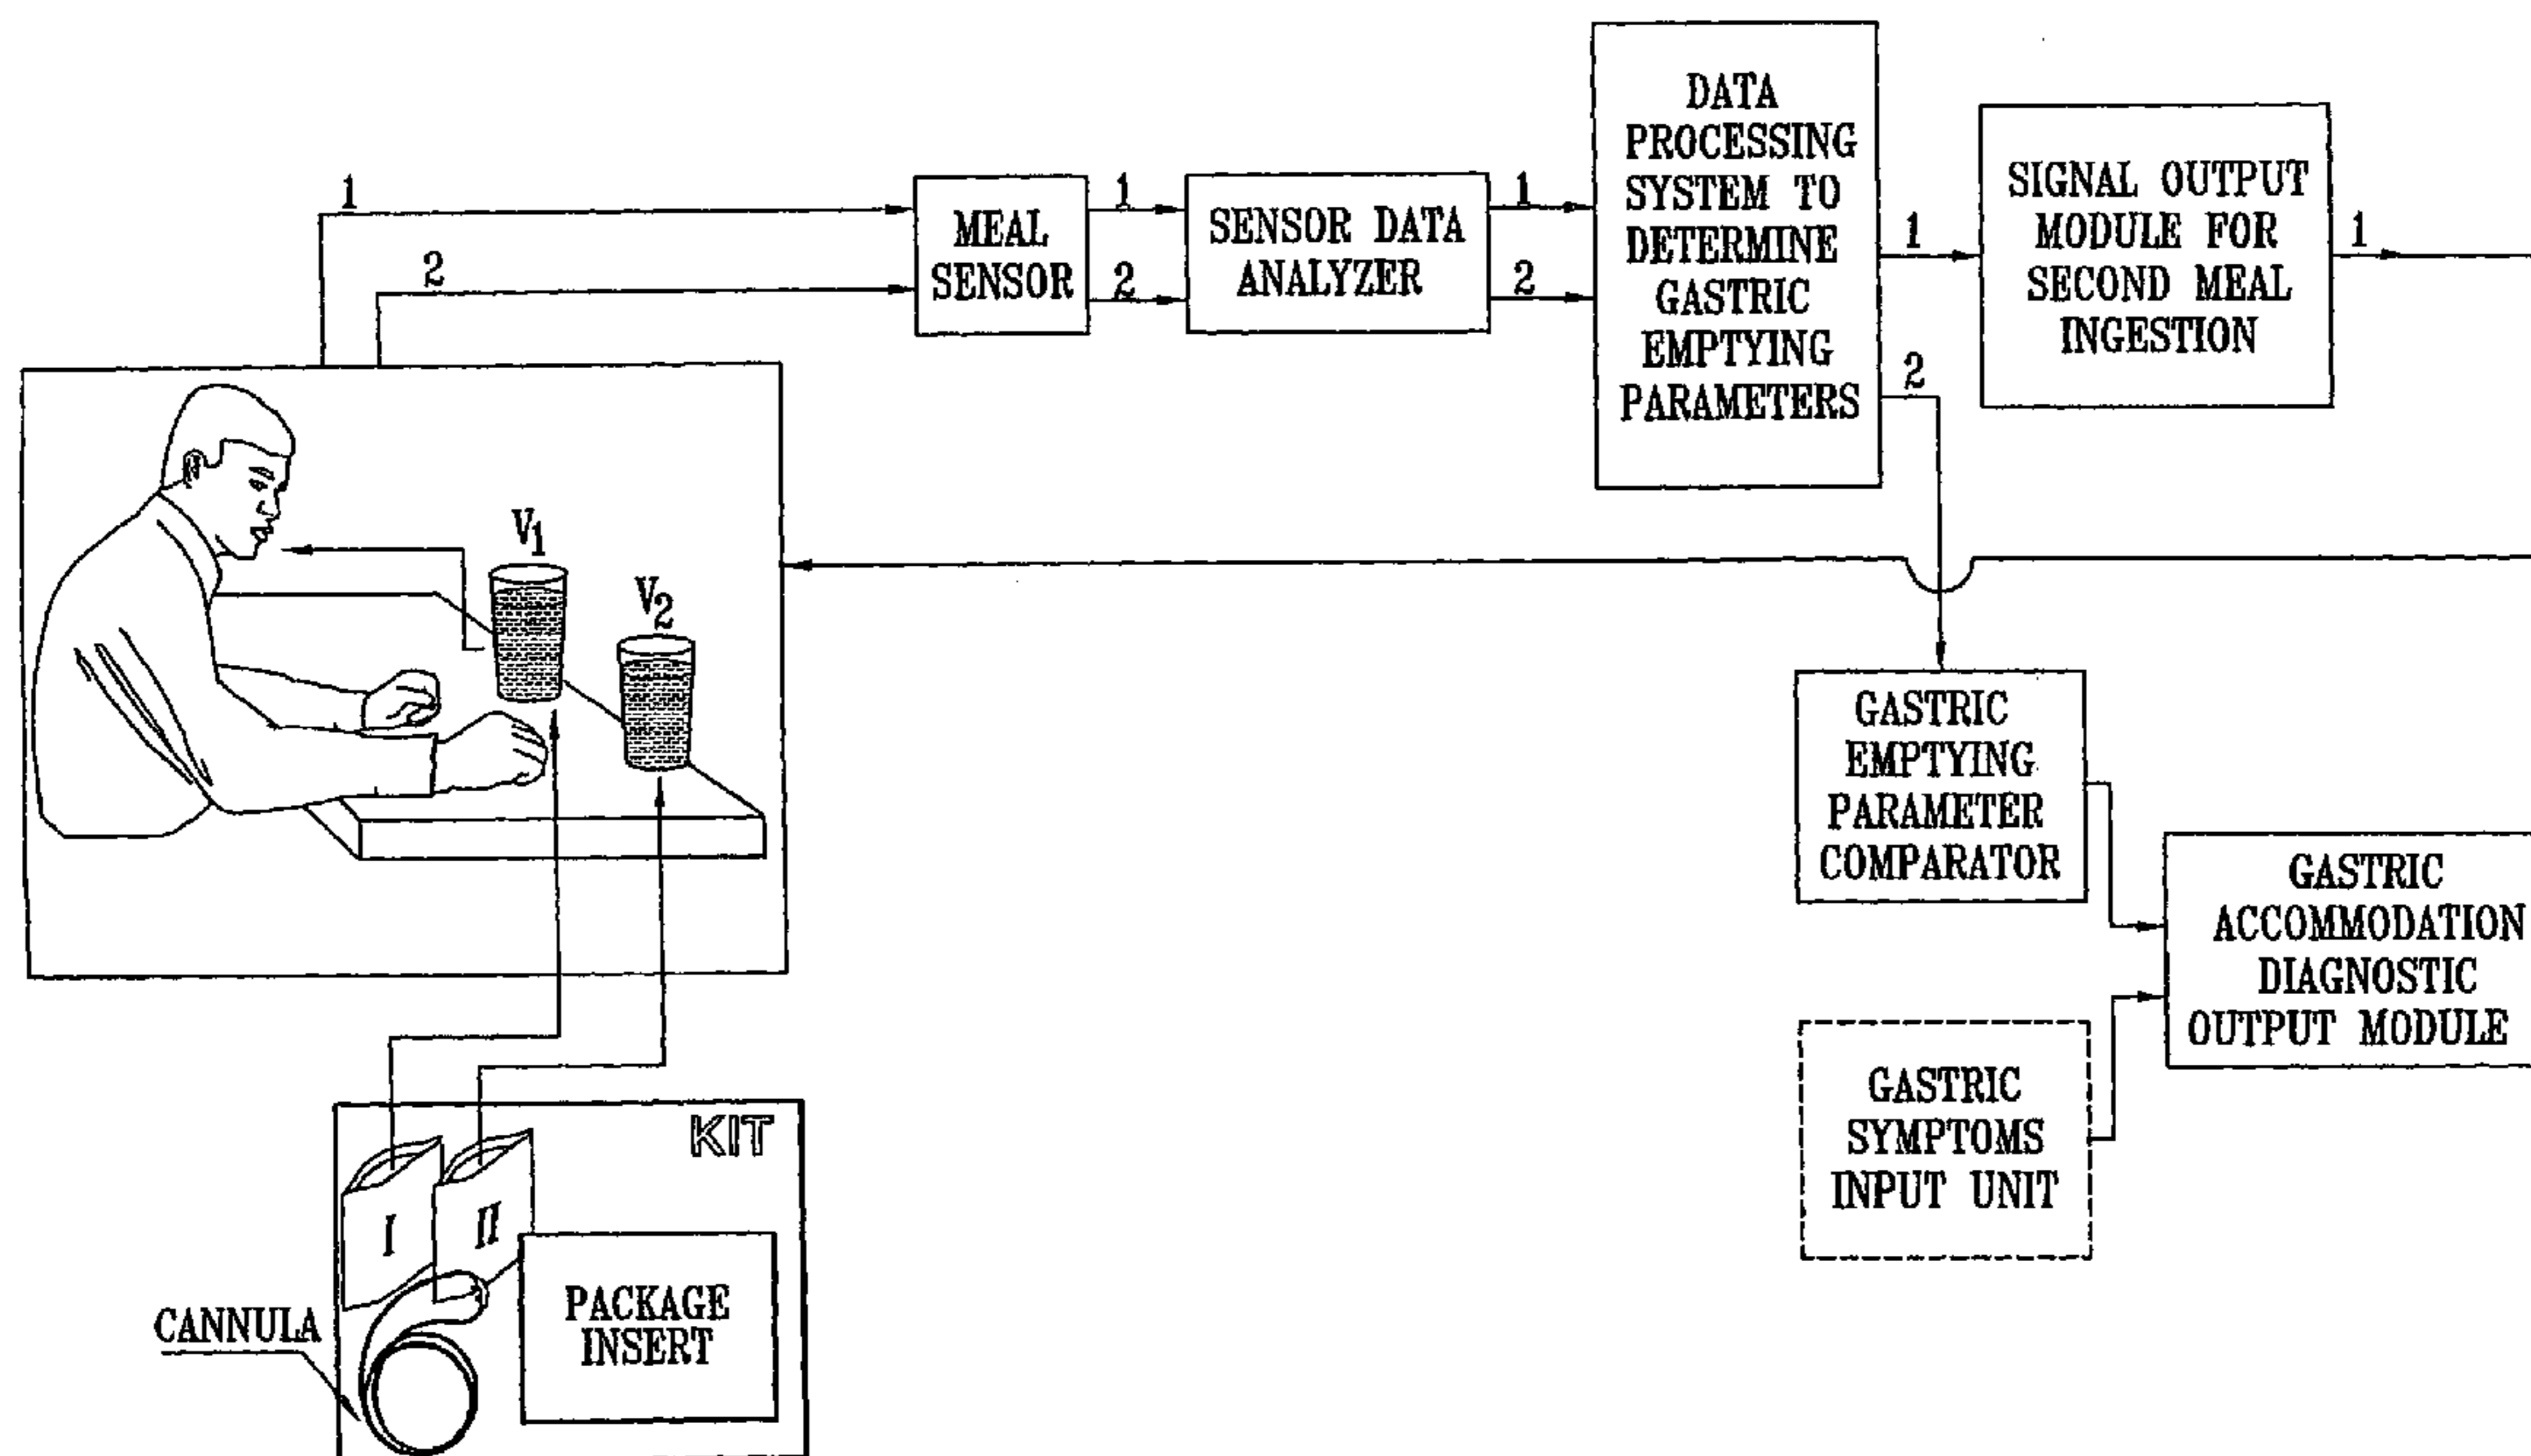 1
2
MEAL
SENSOR
1
2
SENSOR DATA
ANALYZER
1
2
DATA
PROCESSING
SYSTEM TO
DETERMINE
GASTRIC
EMPTYING
PARAMETERS
1
2
SIGNAL OUTPUT
MODULE FOR
SECOND MEAL
INGESTION
1
V1
V2
GASTRIC
EMPTYING
PARAMETER
COMPARATOR
GASTRIC
ACCOMMODATION
DIAGNOSTIC
OUTPUT MODULE
GASTRIC
SYMPTOMS
INPUT UNIT
KIT
I
II
PACKAGE
INSERT
CANNULA